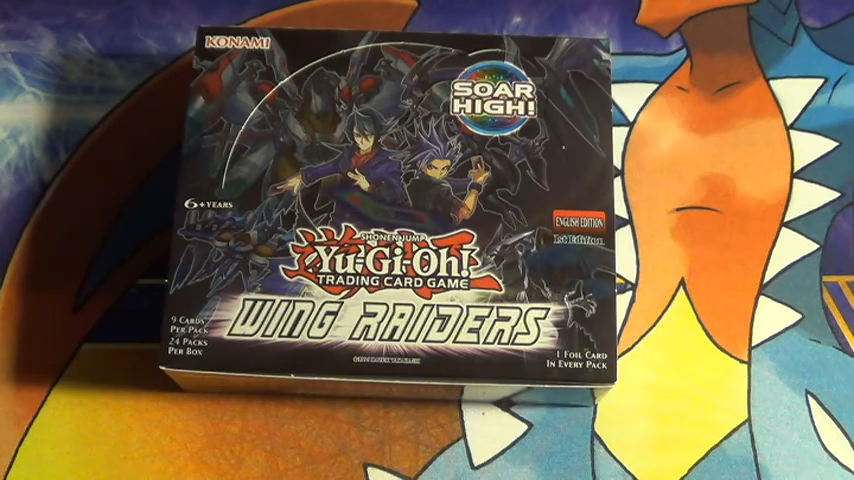 KONAMI
SOAR
HIGH!
6+ YEARS
ENGLISH EDITION
1st Edition
SHONEN JUMP
Yu-Gi-Oh!
TRADING CARD GAME
WING RAIDERS
9 CARDS
PER PACK
24 PACKS
PER BOX
1 FOIL CARD
IN EVERY PACK